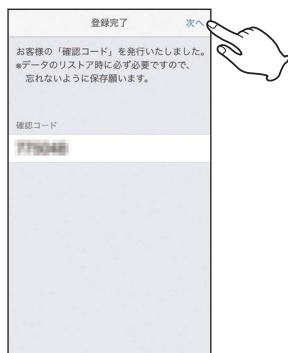 登録完了 次へ
お客様の「確認コード」を発行いたしました。
※データのリストア時に必ず必要ですので、
忘れないように保存願います。
確認コード